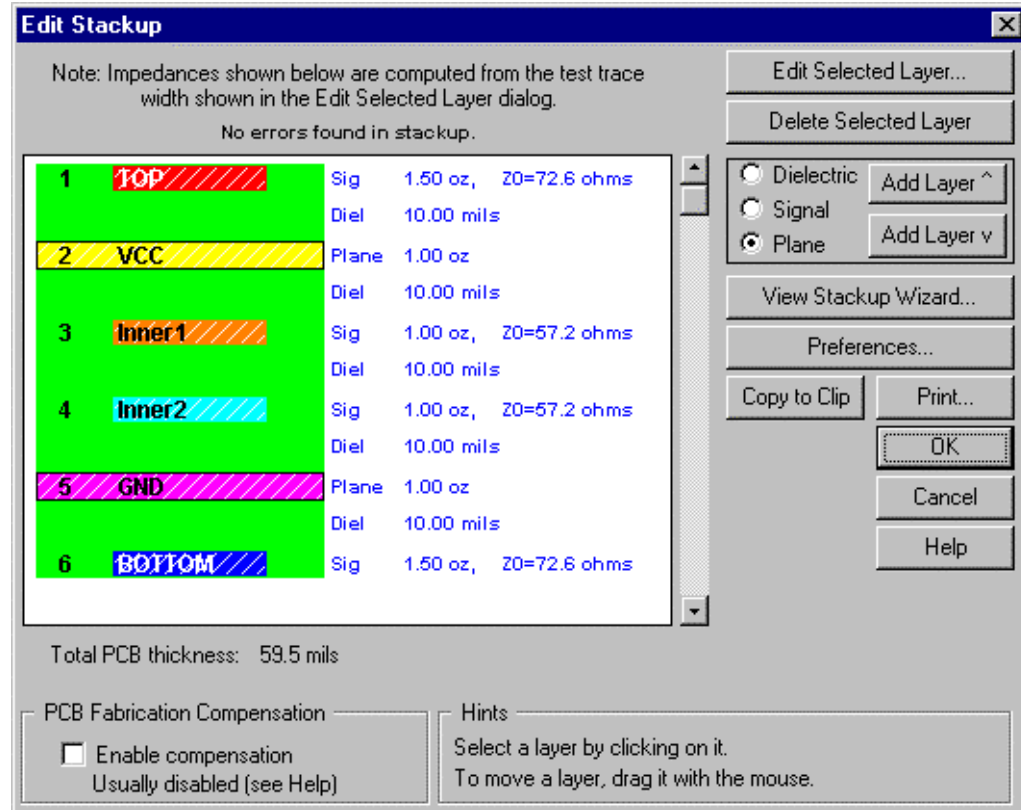 Edit Stackup
Note: Impedances shown below are computed from the test trace
width shown in the Edit Selected Layer dialog.
No errors found in stackup.
1 TOP Sig 1.50 oz, Z0=72.6 ohms
Diel 10.00 mils
2 VCC Plane 1.00 oz
Diel 10.00 mils
3 Inner1 Sig 1.00 oz, Z0=57.2 ohms
Diel 10.00 mils
4 Inner2 Sig 1.00 oz, Z0=57.2 ohms
Diel 10.00 mils
5 GND Plane 1.00 oz
Diel 10.00 mils
6 BOTTOM Sig 1.50 oz, Z0=72.6 ohms
Total PCB thickness: 59.5 mils
Edit Selected Layer...
Delete Selected Layer
Dielectric
Signal
Plane
Add Layer ^
Add Layer v
View Stackup Wizard...
Preferences...
Copy to Clip
Print...
OK
Cancel
Help
PCB Fabrication Compensation
Enable compensation
Usually disabled (see Help)
Hints
Select a layer by clicking on it.
To move a layer, drag it with the mouse.